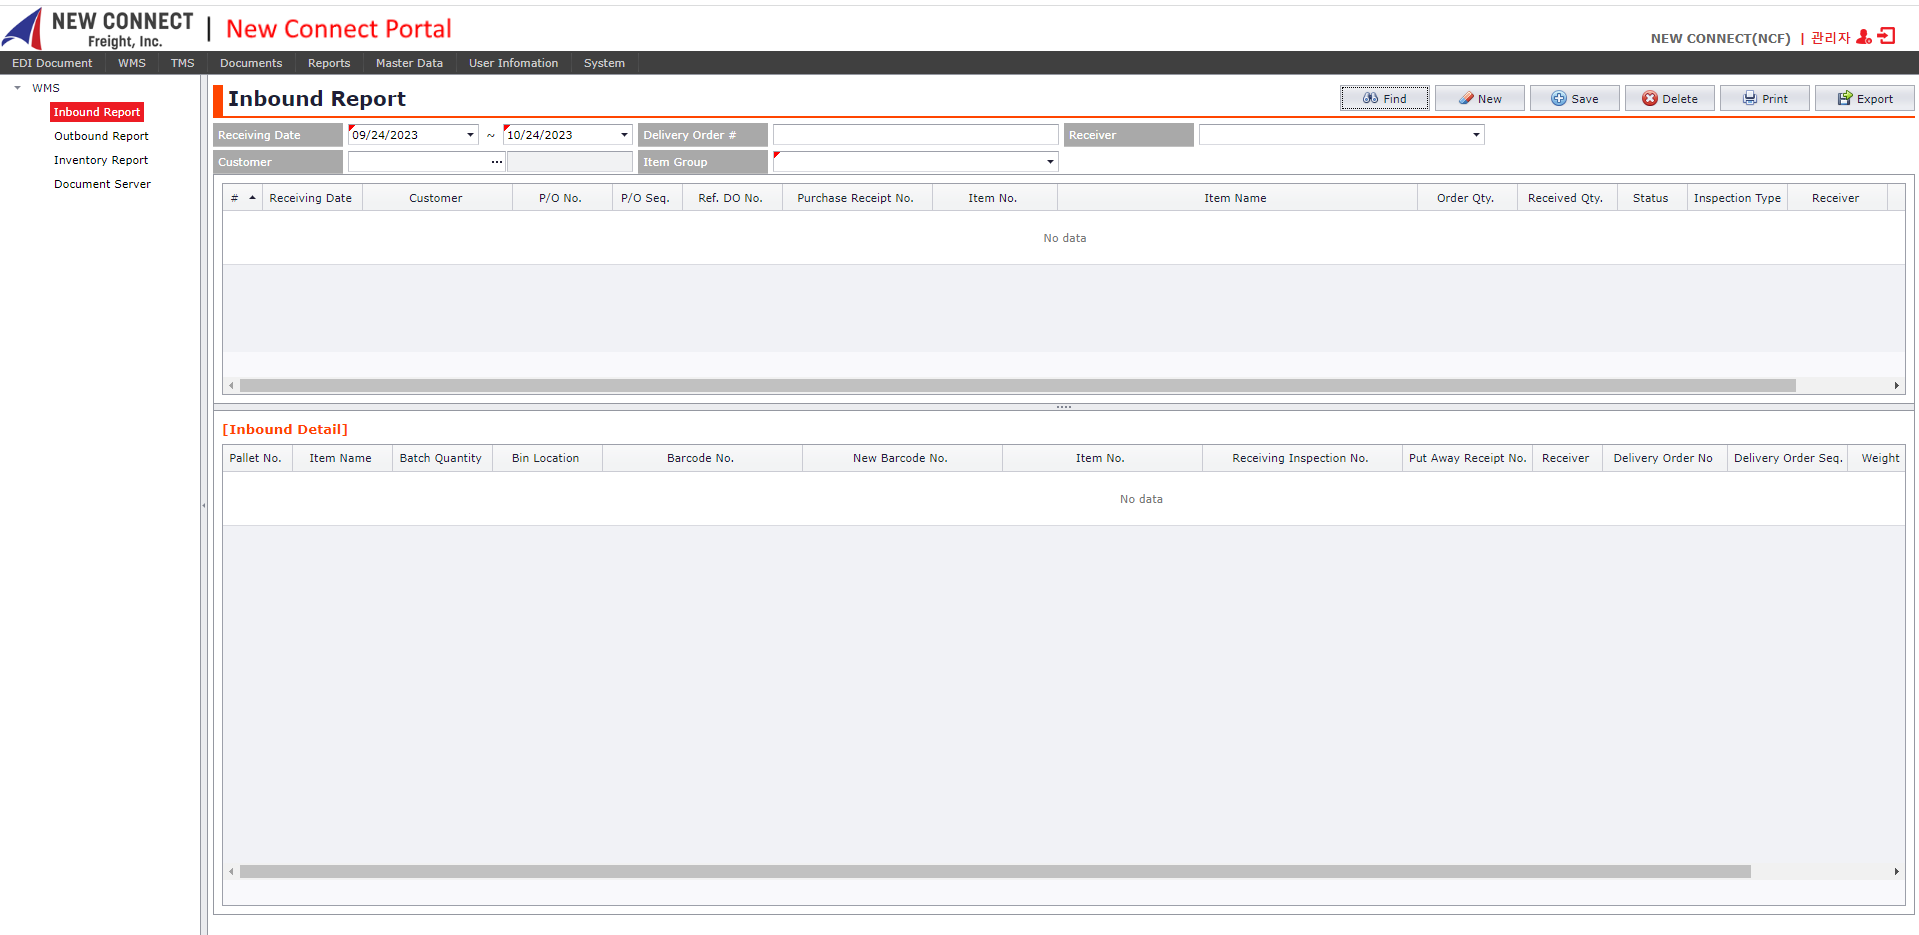 NEW CONNECT
Freight, Inc.
| New Connect Portal
NEW CONNECT(NCF) | 관리자
EDI Document WMS TMS Documents Reports Master Data User Infomation System
WMS
Inbound Report
Outbound Report
Inventory Report
Document Server
Inbound Report
Find New Save Delete Print Export
Receiving Date 09/24/2023 ~ 10/24/2023 Delivery Order # Receiver
Customer ... Item Group
# Receiving Date Customer P/O No. P/O Seq. Ref. DO No. Purchase Receipt No. Item No. Item Name Order Qty. Received Qty. Status Inspection Type Receiver
No data
[Inbound Detail]
Pallet No. Item Name Batch Quantity Bin Location Barcode No. New Barcode No. Item No. Receiving Inspection No. Put Away Receipt No. Receiver Delivery Order No Delivery Order Seq. Weight
No data